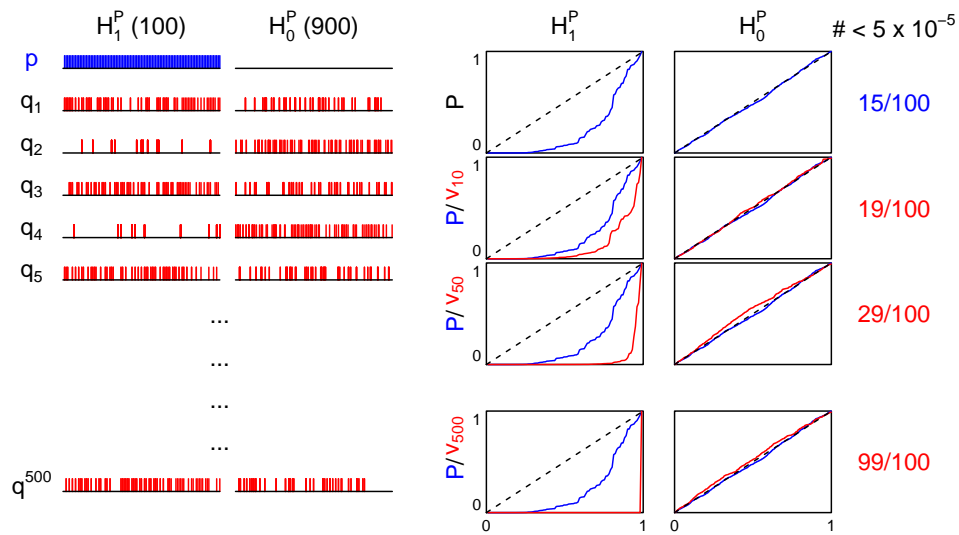 H₁ᴾ (100) H₀ᴾ (900) H₁ᴾ H₀ᴾ # < 5 x 10⁻⁵
p
q₁
q₂
q₃
q₄
q₅
...
...
...
...
q⁵⁰⁰
P 1 0 15/100
P/v₁₀ 1 0 19/100
P/v₅₀ 1 0 29/100
P/v₅₀₀ 1 0 99/100
0 1 0 1